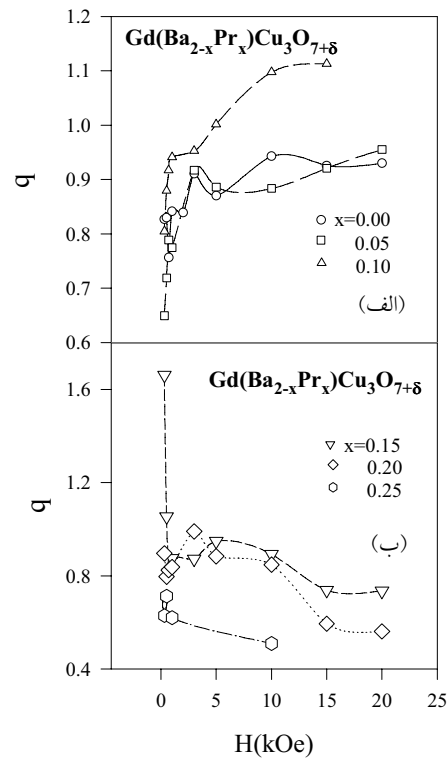 Gd(Ba2-xPrx)Cu3O7+δ
1.2
1.1
1.0
0.9
0.8
0.7
0.6
q
x=0.00
0.05
0.10
(الف)
Gd(Ba2-xPrx)Cu3O7+δ
1.6
1.2
0.8
0.4
q
x=0.15
0.20
0.25
(ب)
0 5 10 15 20 25
H(kOe)